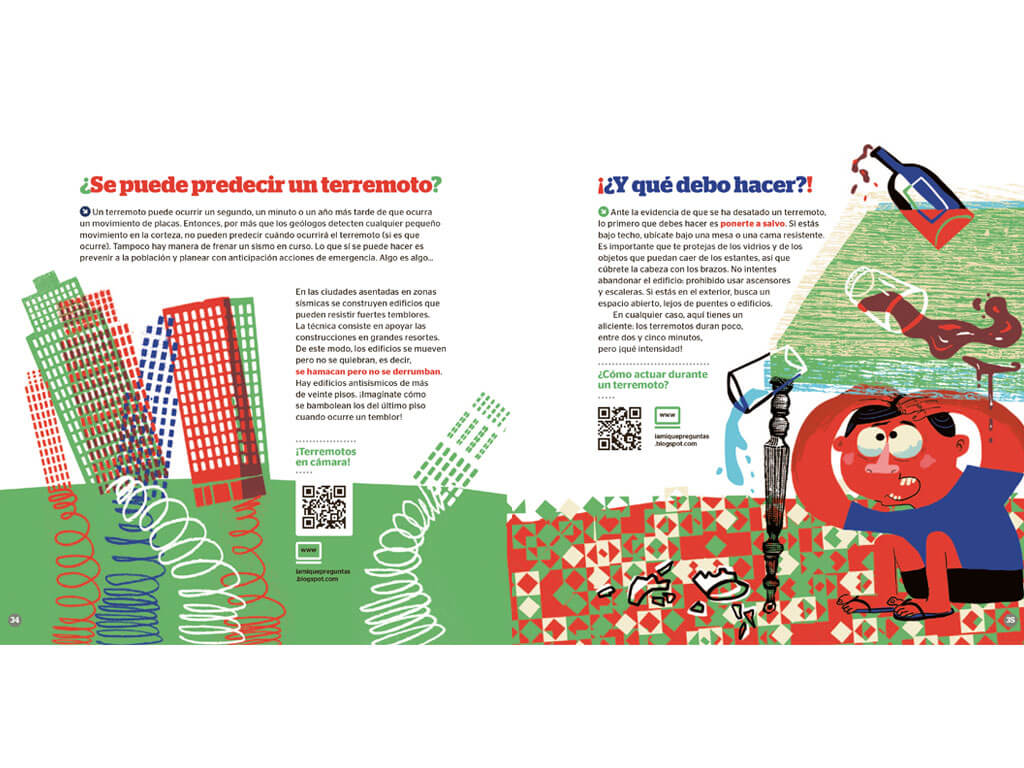 ¿Se puede predecir un terremoto?
Un terremoto puede ocurrir un segundo, un minuto o un año más tarde de que ocurra
un movimiento de placas. Entonces, por más que los geólogos detecten cualquier pequeño
movimiento en la corteza, no pueden predecir cuándo ocurrirá el terremoto (si es que
ocurre). Tampoco hay manera de frenar un sismo en curso. Lo que sí se puede hacer es
prevenir a la población y planear con anticipación acciones de emergencia. Algo es algo...
En las ciudades asentadas en zonas
sísmicas se construyen edificios que
pueden resistir fuertes temblores.
La técnica consiste en apoyar las
construcciones en grandes resortes.
De este modo, los edificios se mueven
pero no se quiebran, es decir,
se hamacan pero no se derrumban.
Hay edificios antisísmicos de más
de veinte pisos. ¡Imagínate cómo
se bambolean los del último piso
cuando ocurre un temblor!
¡Terremotos
en cámara!
www
iamiquepreguntas
.blogspot.com
34
¡¿Y qué debo hacer?!
Ante la evidencia de que se ha desatado un terremoto,
lo primero que debes hacer es ponerte a salvo. Si estás
bajo techo, ubícate bajo una mesa o una cama resistente.
Es importante que te protejas de los vidrios y de los
objetos que puedan caer de los estantes, así que
cúbrete la cabeza con los brazos. No intentes
abandonar el edificio: prohibido usar ascensores
y escaleras. Si estás en el exterior, busca un
espacio abierto, lejos de puentes o edificios.
En cualquier caso, aquí tienes un
aliciente: los terremotos duran poco,
entre dos y cinco minutos,
pero ¡qué intensidad!
¿Cómo actuar durante
un terremoto?
www
iamiquepreguntas
.blogspot.com
35